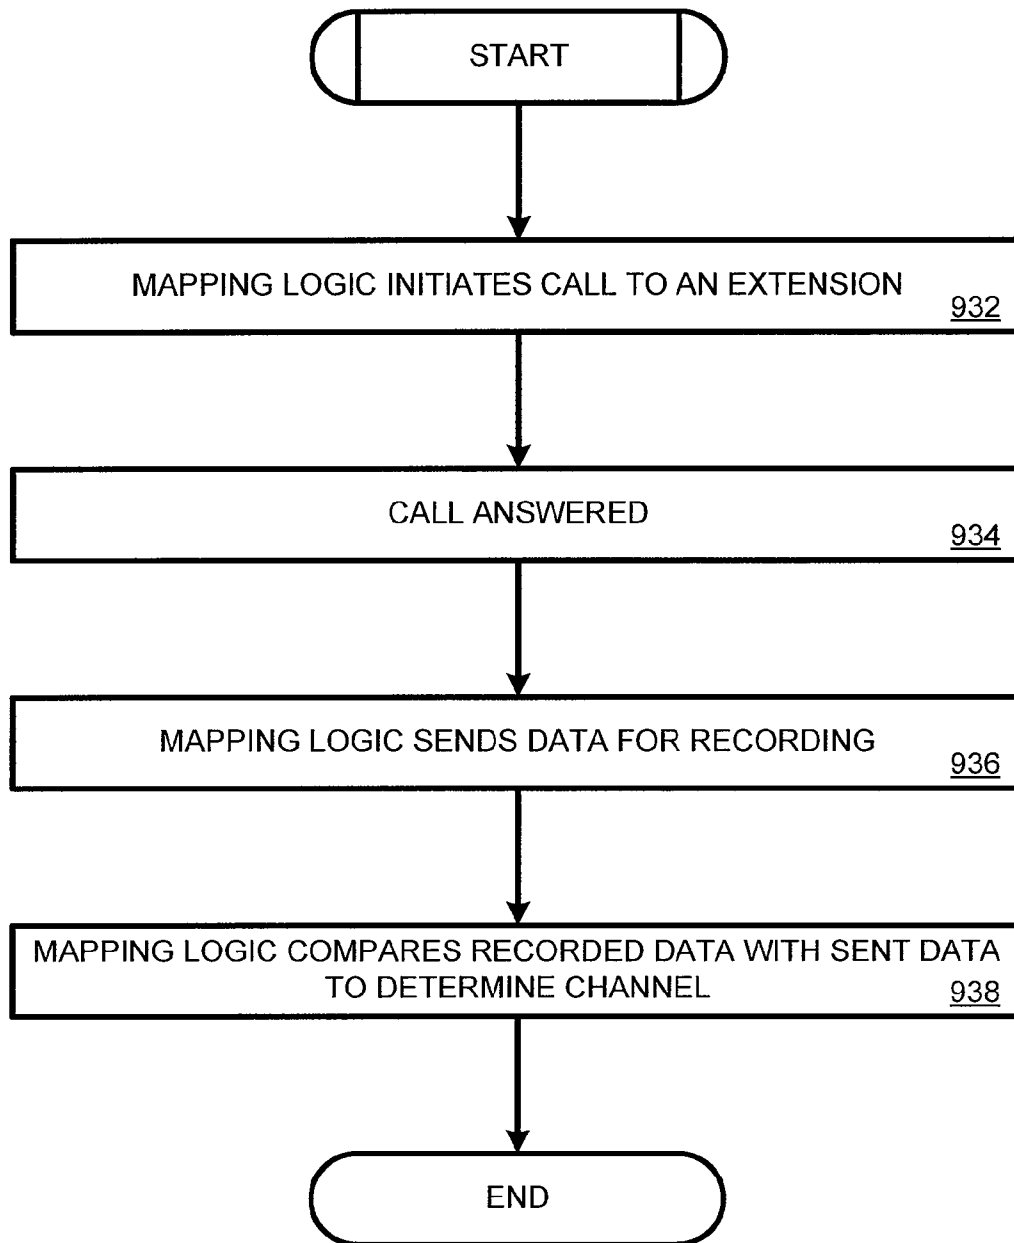 START
MAPPING LOGIC INITIATES CALL TO AN EXTENSION
932
CALL ANSWERED
934
MAPPING LOGIC SENDS DATA FOR RECORDING
936
MAPPING LOGIC COMPARES RECORDED DATA WITH SENT DATA
TO DETERMINE CHANNEL
938
END